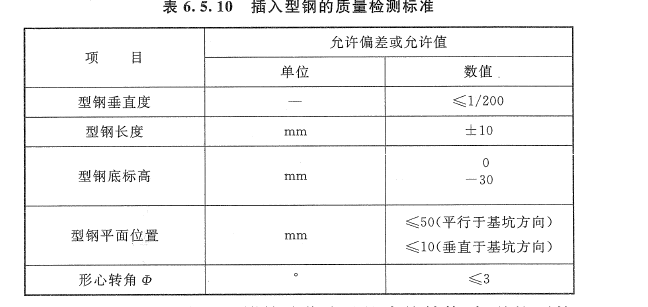 表 6.5.10 插入型钢的质量检测标准
项 目
允许偏差或允许值
单位
数值
型钢垂直度
—
≤1/200
型钢长度
mm
±10
型钢底标高
mm
0
−30
型钢平面位置
mm
≤50(平行于基坑方向)
≤10(垂直于基坑方向)
形心转角 Φ
°
≤3